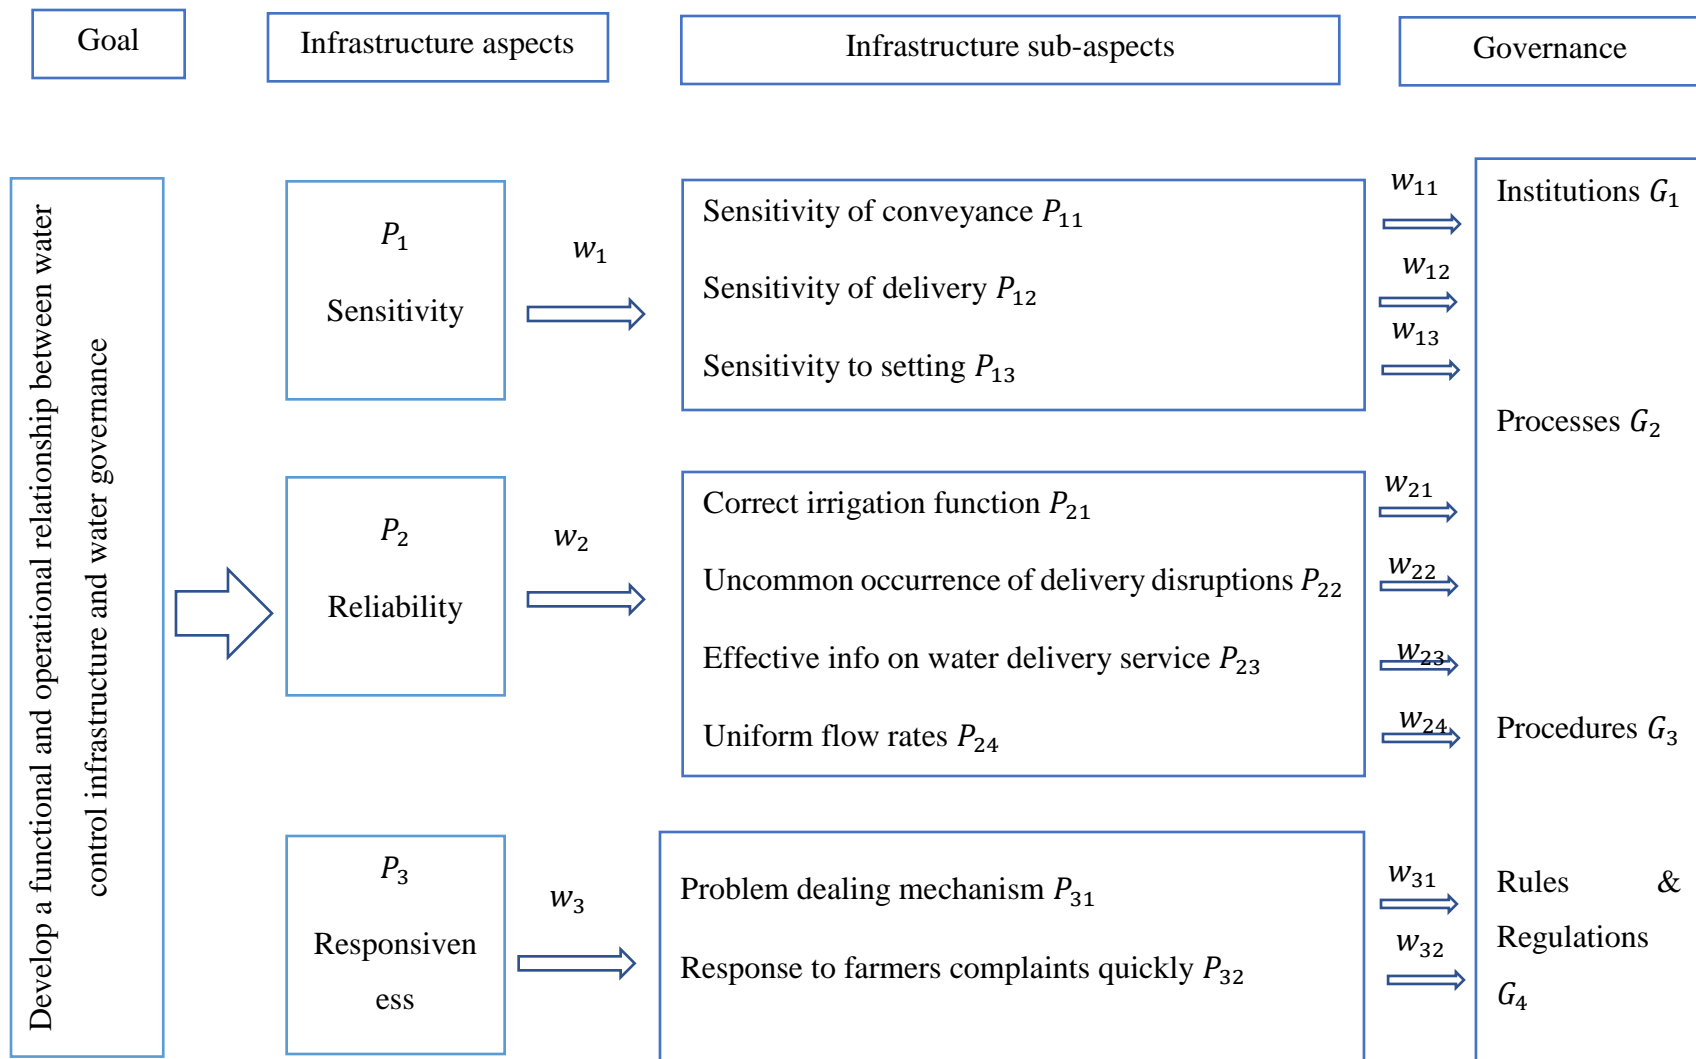 Goal
Infrastructure aspects
Infrastructure sub-aspects
Governance
Develop a functional and operational relationship between water
control infrastructure and water governance
P₁
Sensitivity
w₁
Sensitivity of conveyance P₁₁
Sensitivity of delivery P₁₂
Sensitivity to setting P₁₃
w₁₁
w₁₂
w₁₃
P₂
Reliability
w₂
Correct irrigation function P₂₁
Uncommon occurrence of delivery disruptions P₂₂
Effective info on water delivery service P₂₃
Uniform flow rates P₂₄
w₂₁
w₂₂
w₂₃
w₂₄
P₃
Responsiven
ess
w₃
Problem dealing mechanism P₃₁
Response to farmers complaints quickly P₃₂
w₃₁
w₃₂
Institutions G₁
Processes G₂
Procedures G₃
Rules &
Regulations
G₄